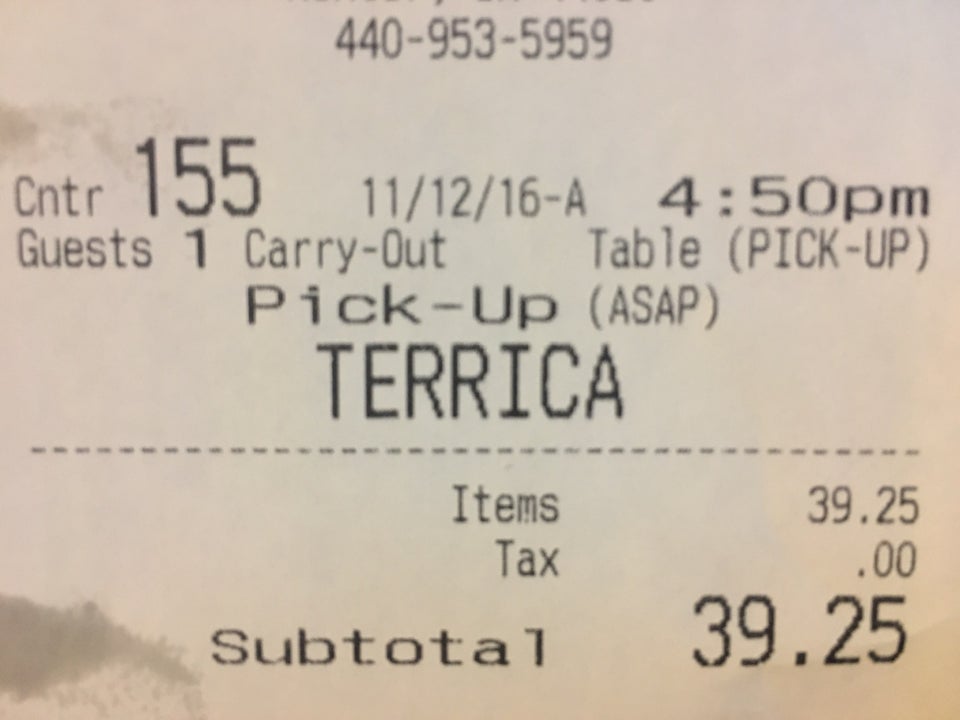 440-953-5959
Cntr 155 11/12/16-A 4:50pm
Guests 1 Carry-Out Table (PICK-UP)
Pick-Up (ASAP)
TERRICA
Items 39.25
Tax .00
Subtotal 39.25